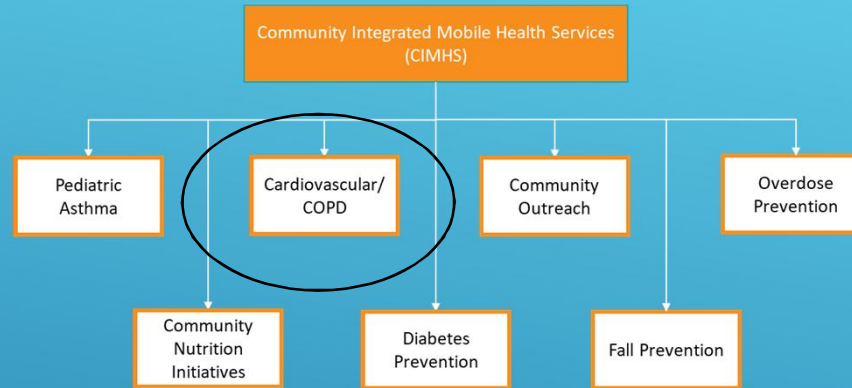 Community Integrated Mobile Health Services
(CIMHS)
Pediatric
Asthma
Cardiovascular/
COPD
Community
Outreach
Overdose
Prevention
Community
Nutrition
Initiatives
Diabetes
Prevention
Fall Prevention